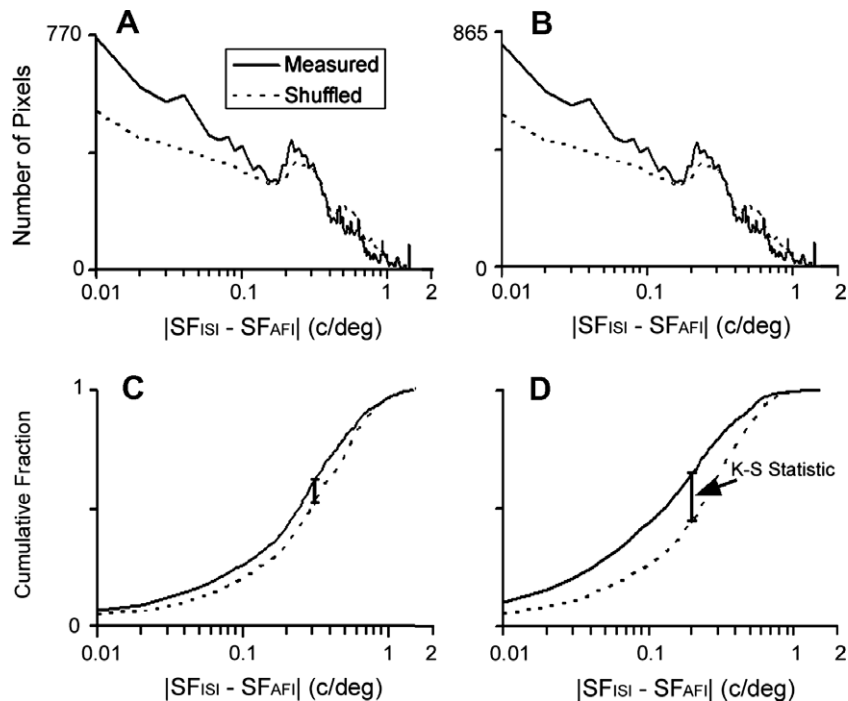 A
770
Number of Pixels
0
0.01
0.1
1
2
|SFISI - SFAFI| (c/deg)
Measured
Shuffled
B
865
0
0.01
0.1
1
2
|SFISI - SFAFI| (c/deg)
C
1
Cumulative Fraction
0
0.01
0.1
1
2
|SFISI - SFAFI| (c/deg)
D
K-S Statistic
0.01
0.1
1
2
|SFISI - SFAFI| (c/deg)